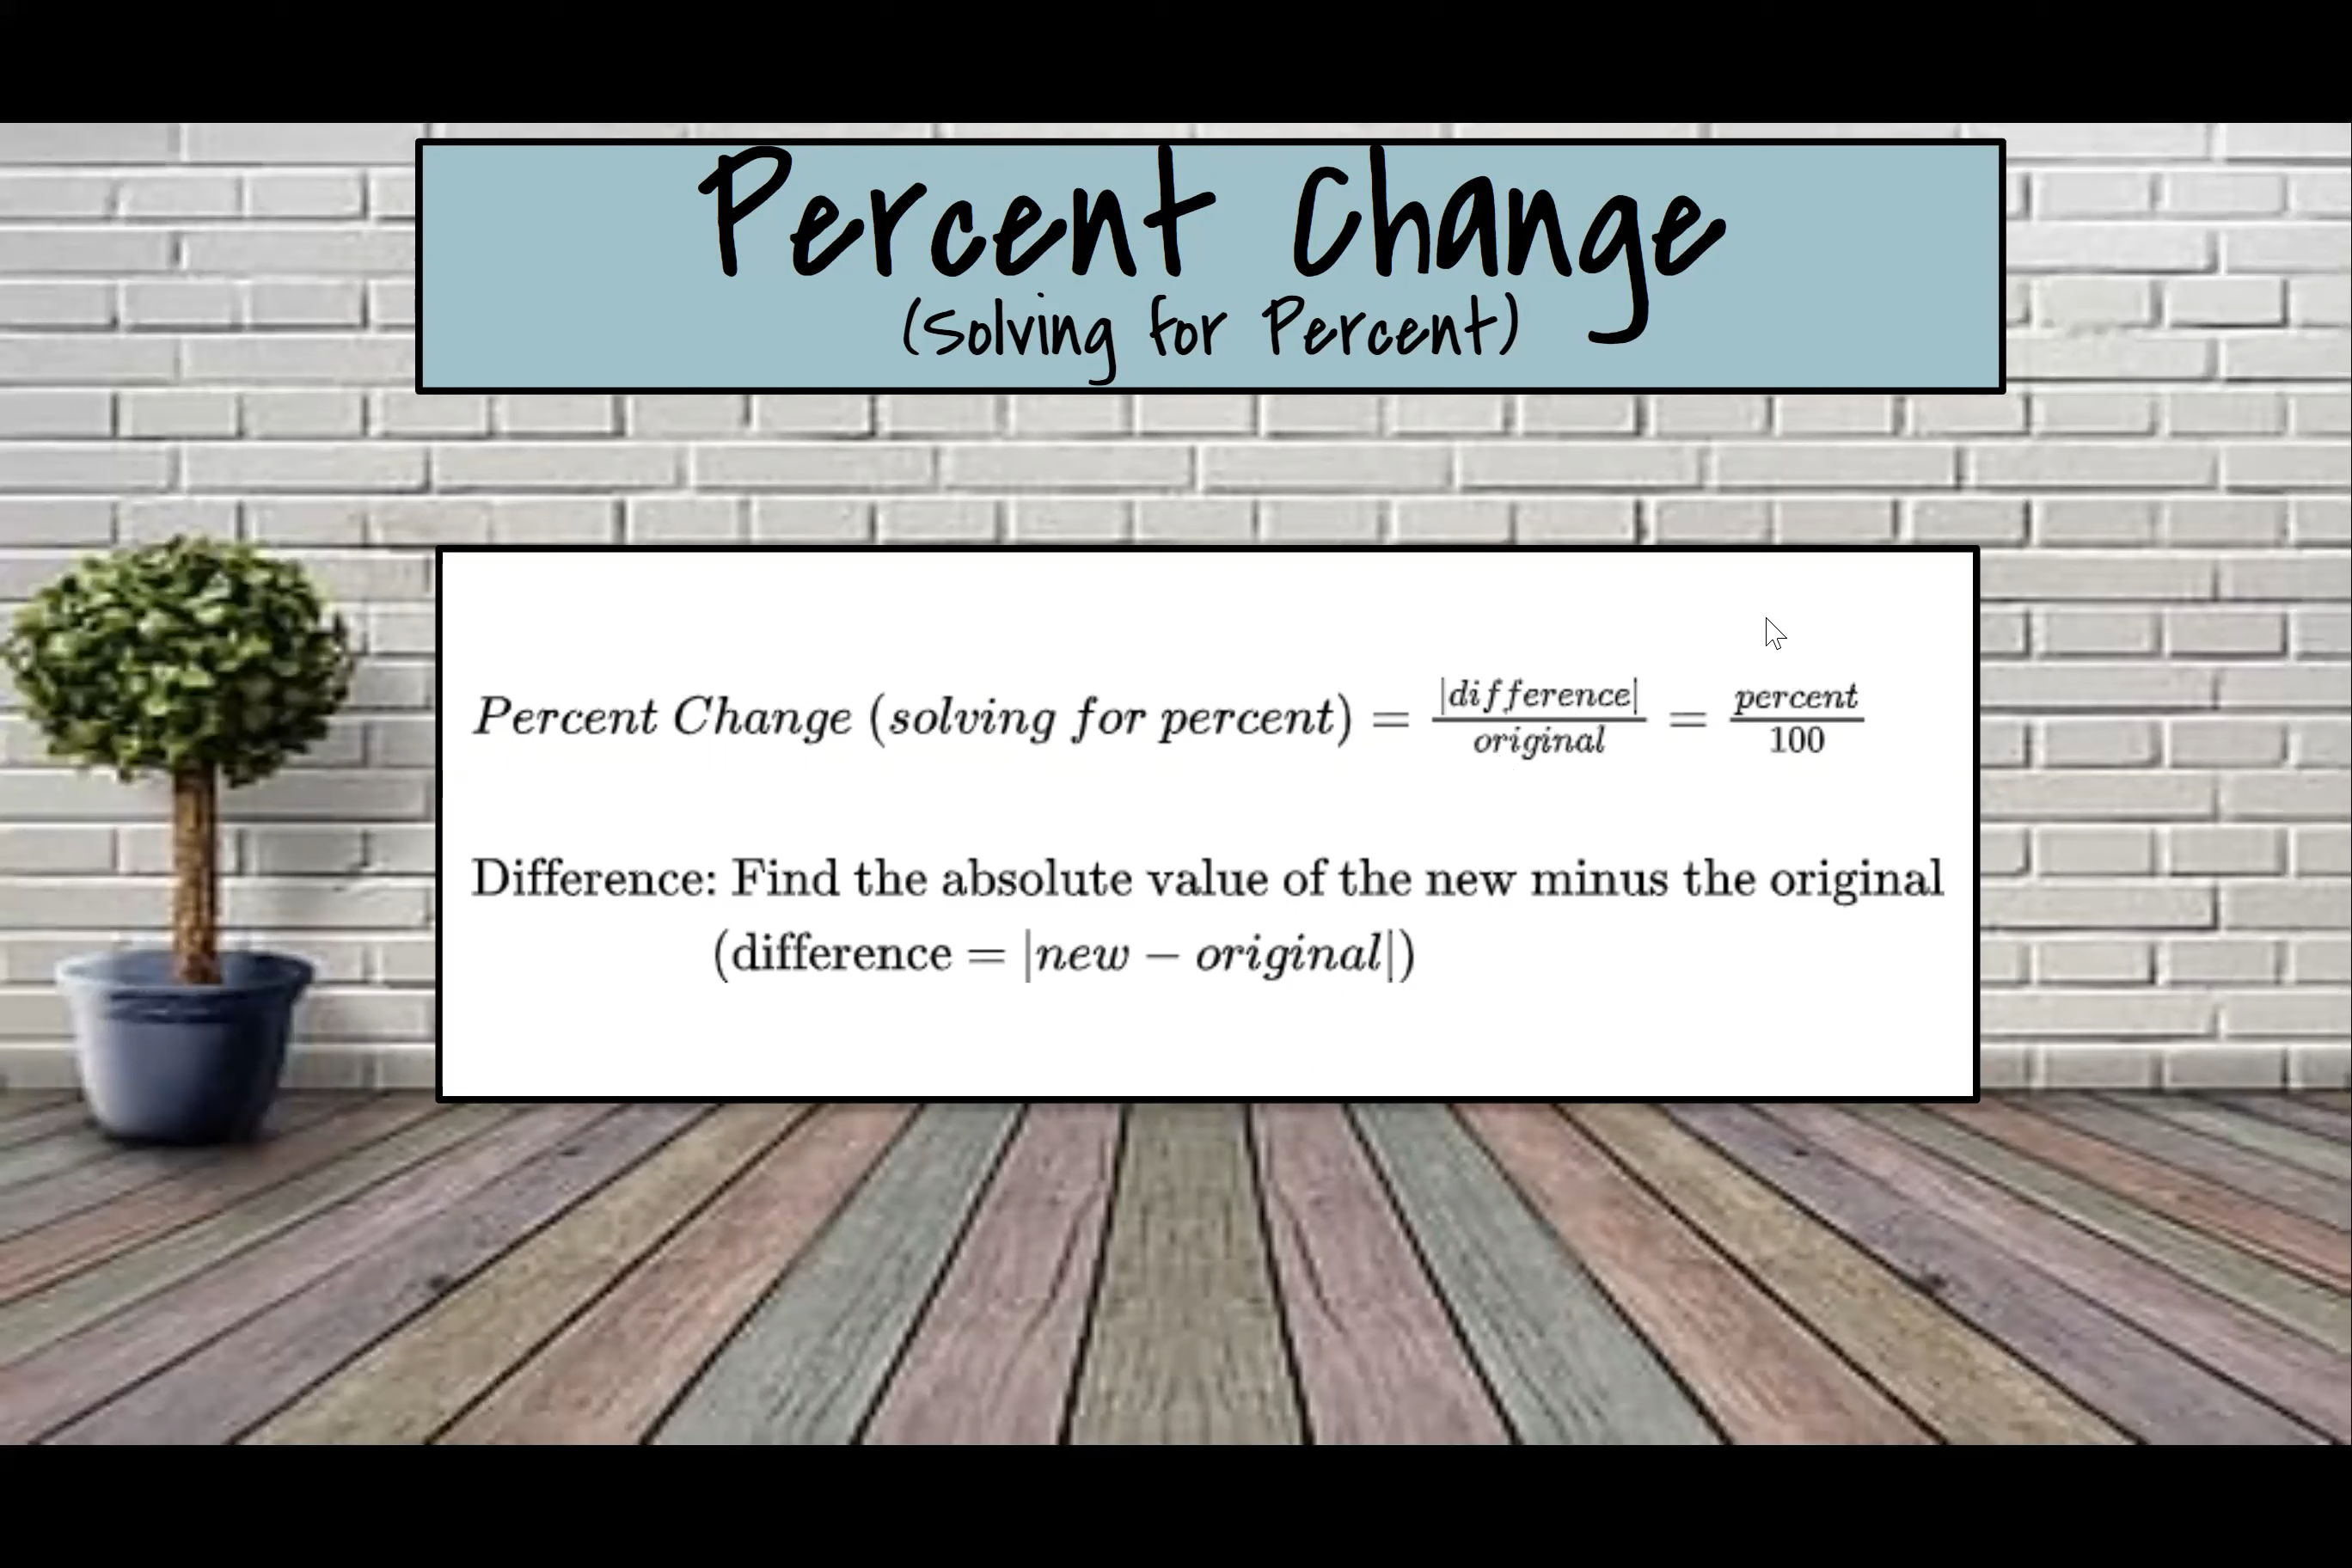 Percent Change
(Solving for Percent)
Percent Change (solving for percent) = |difference|/original = percent/100
Difference: Find the absolute value of the new minus the original
(difference = |new − original|)